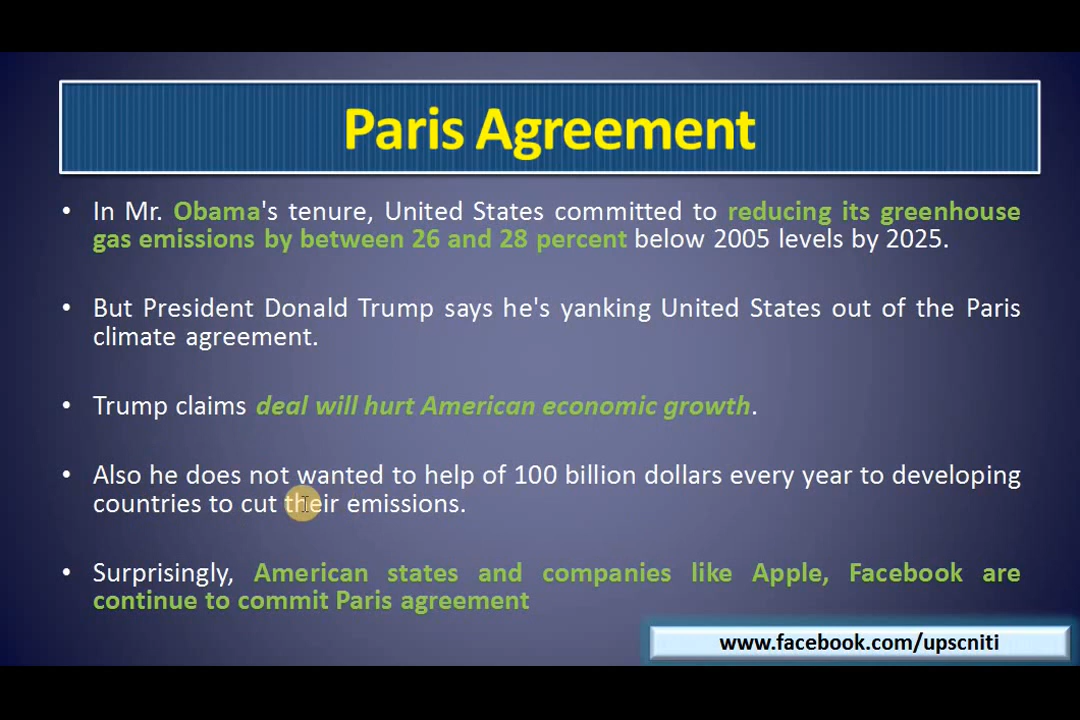 Paris Agreement
• In Mr. Obama's tenure, United States committed to reducing its greenhouse
gas emissions by between 26 and 28 percent below 2005 levels by 2025.
• But President Donald Trump says he's yanking United States out of the Paris
climate agreement.
• Trump claims deal will hurt American economic growth.
• Also he does not wanted to help of 100 billion dollars every year to developing
countries to cut their emissions.
• Surprisingly, American states and companies like Apple, Facebook are
continue to commit Paris agreement
www.facebook.com/upscniti